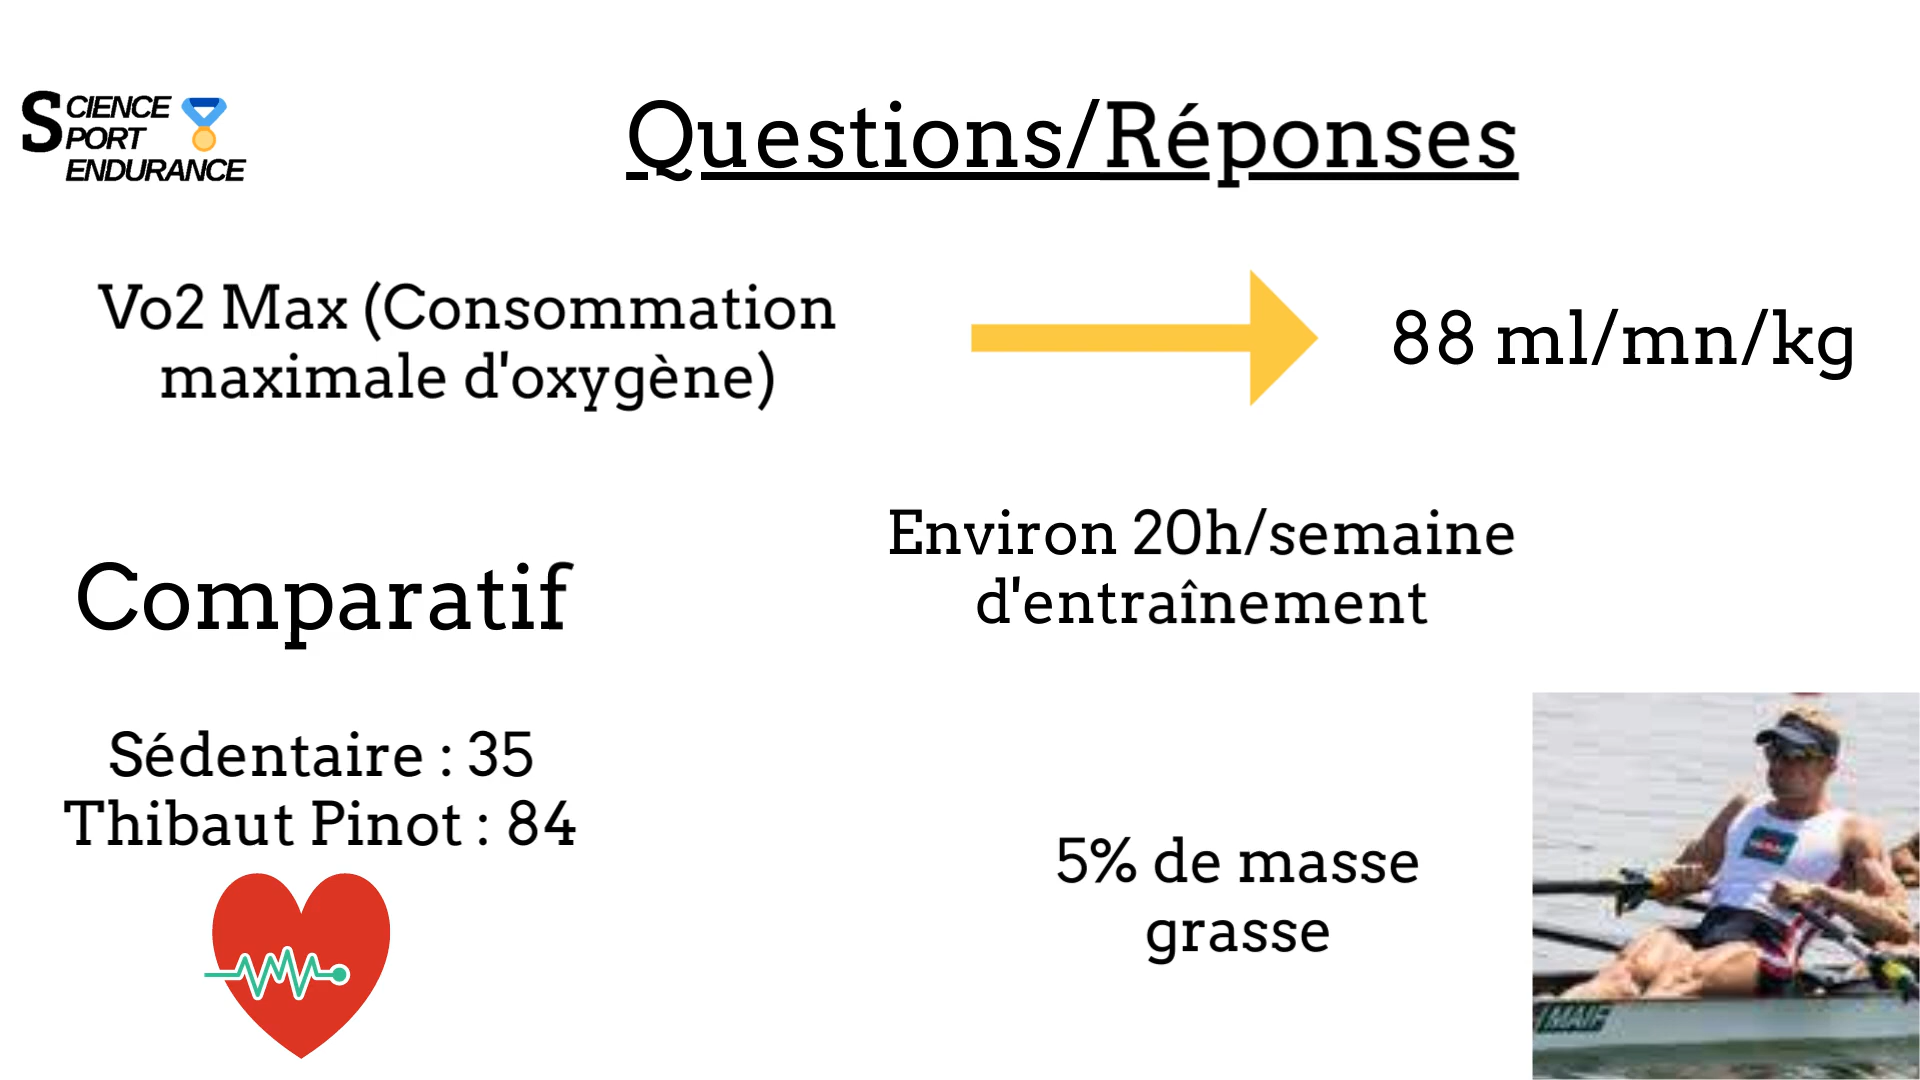 SCIENCE
SPORT
ENDURANCE
Questions/Réponses
Vo2 Max (Consommation
maximale d'oxygène)
88 ml/mn/kg
Environ 20h/semaine
d'entraînement
Comparatif
Sédentaire : 35
Thibaut Pinot : 84
5% de masse
grasse
MAIF